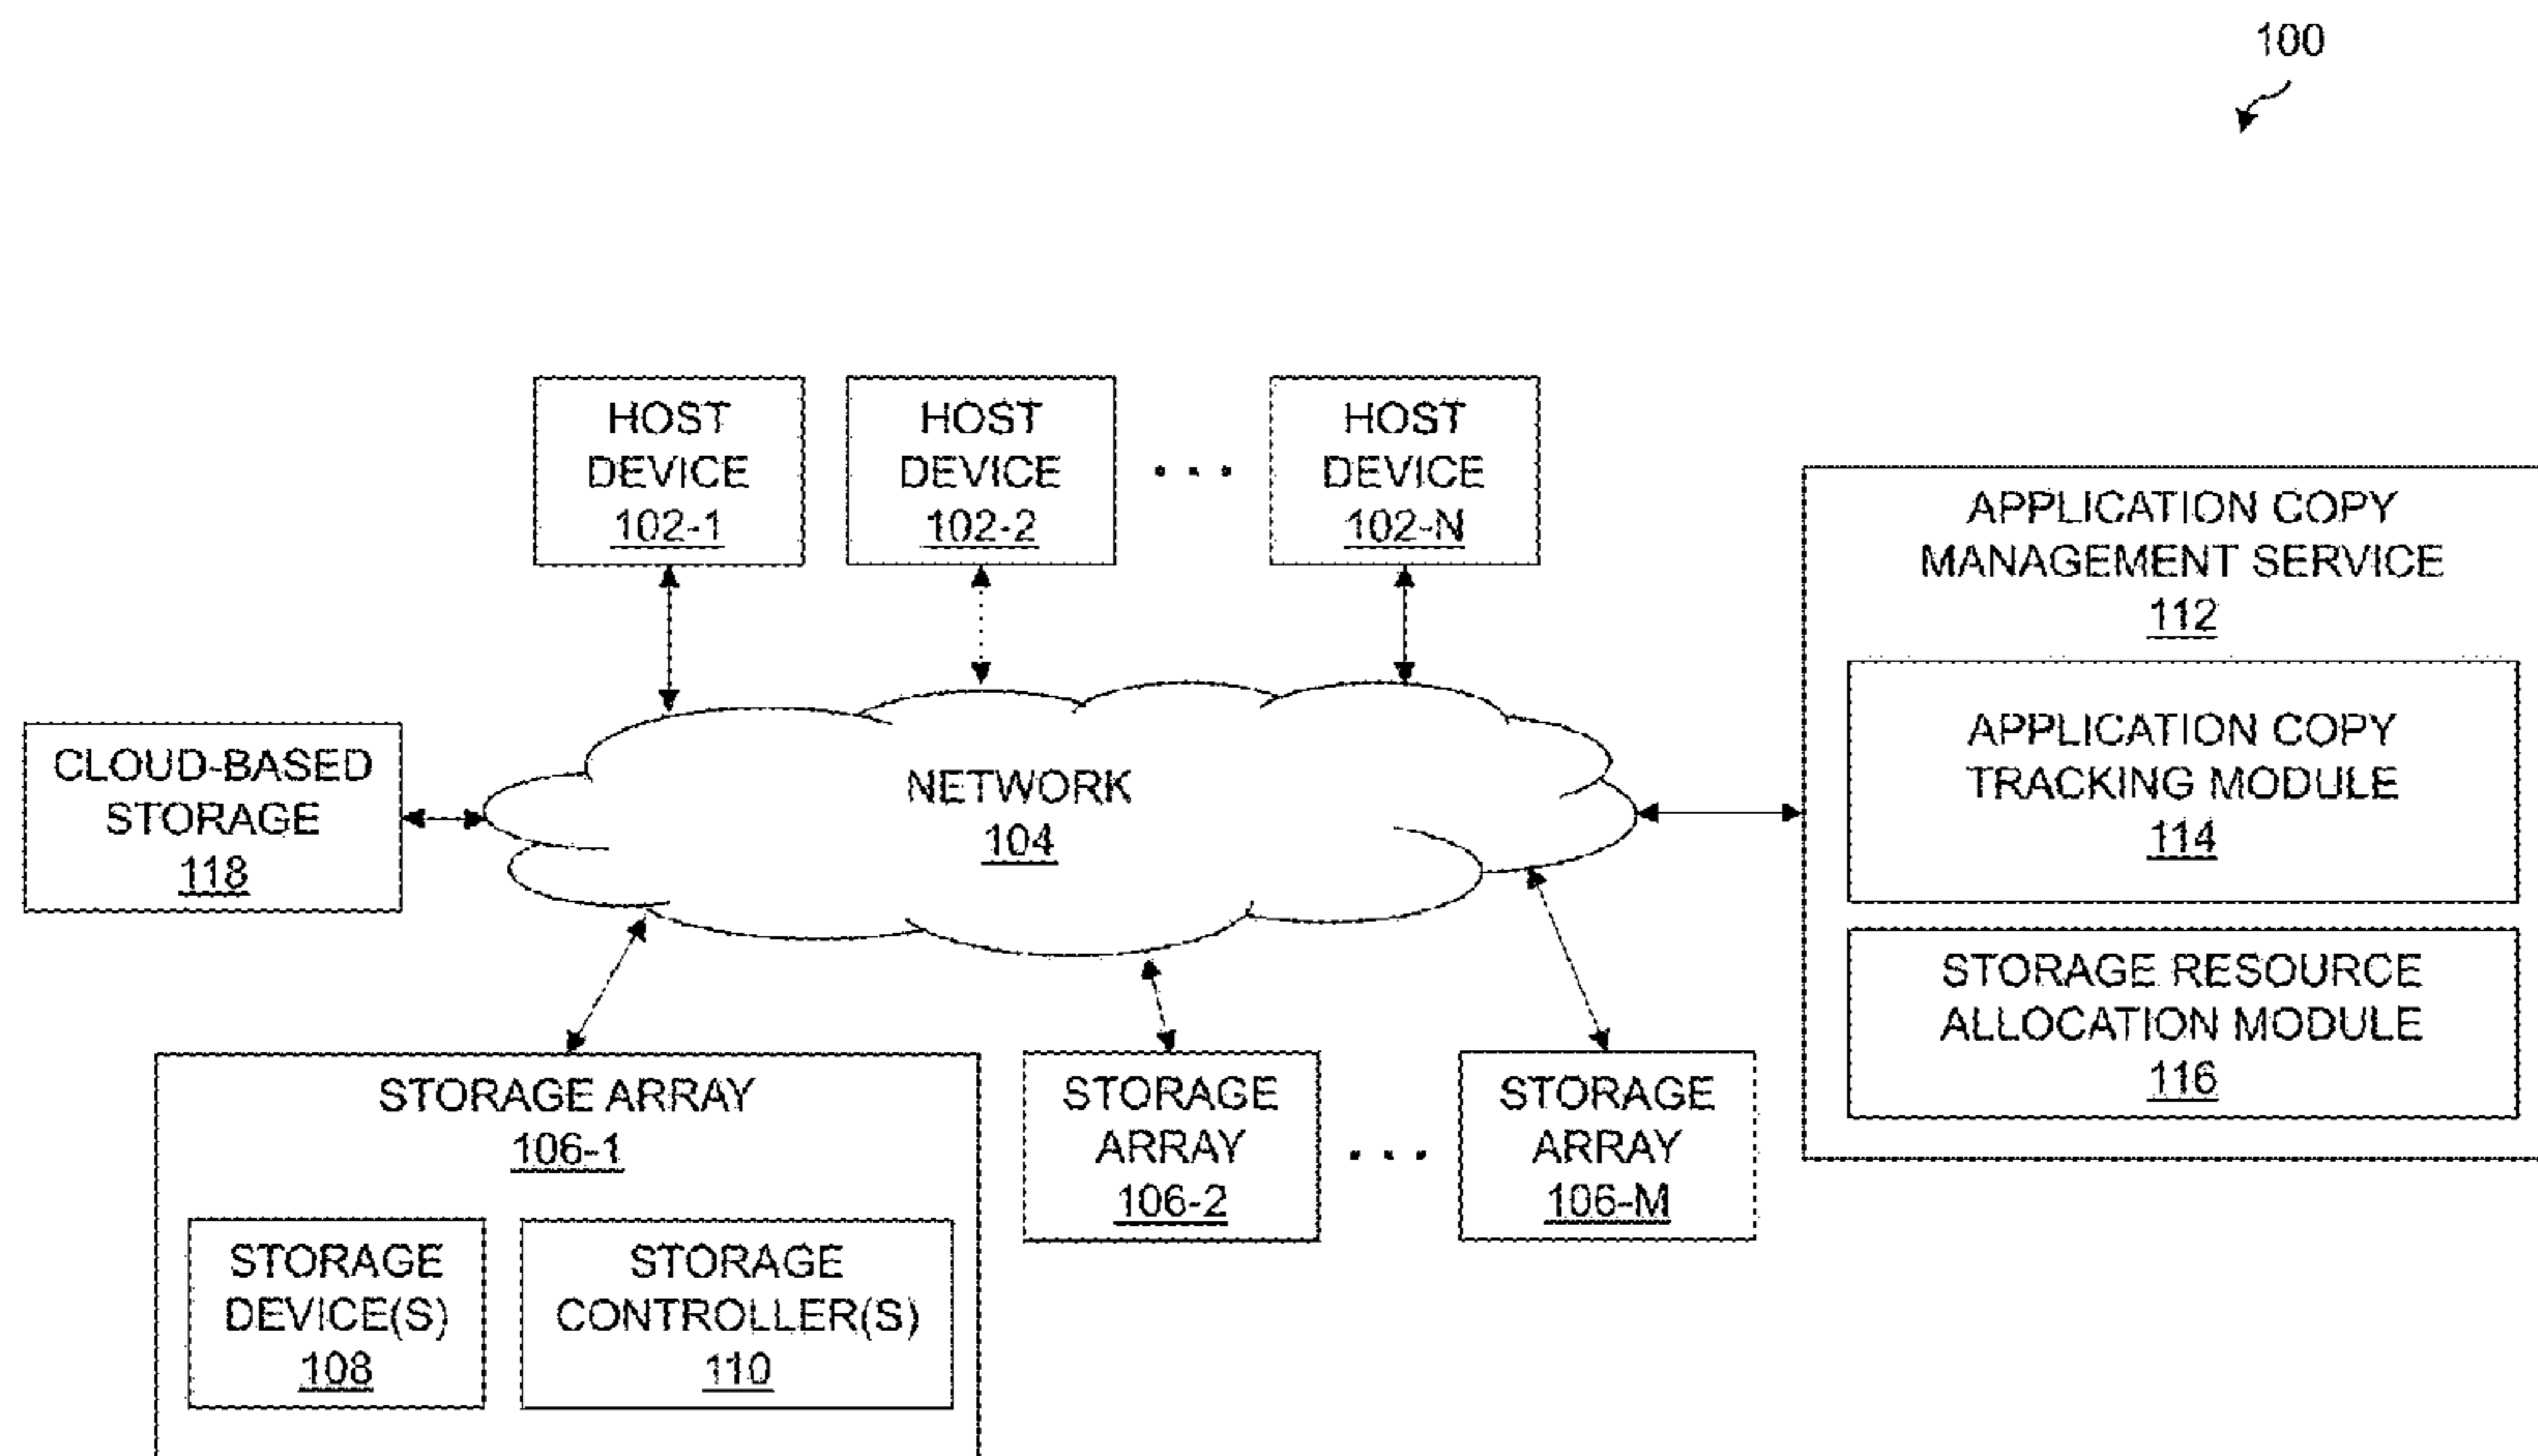 100
HOST
DEVICE
102-1
HOST
DEVICE
102-2
. . .
HOST
DEVICE
102-N
APPLICATION COPY
MANAGEMENT SERVICE
112
APPLICATION COPY
TRACKING MODULE
114
STORAGE RESOURCE
ALLOCATION MODULE
116
CLOUD-BASED
STORAGE
118
NETWORK
104
STORAGE ARRAY
106-1
STORAGE
DEVICE(S)
108
STORAGE
CONTROLLER(S)
110
STORAGE
ARRAY
106-2
. . .
STORAGE
ARRAY
106-M